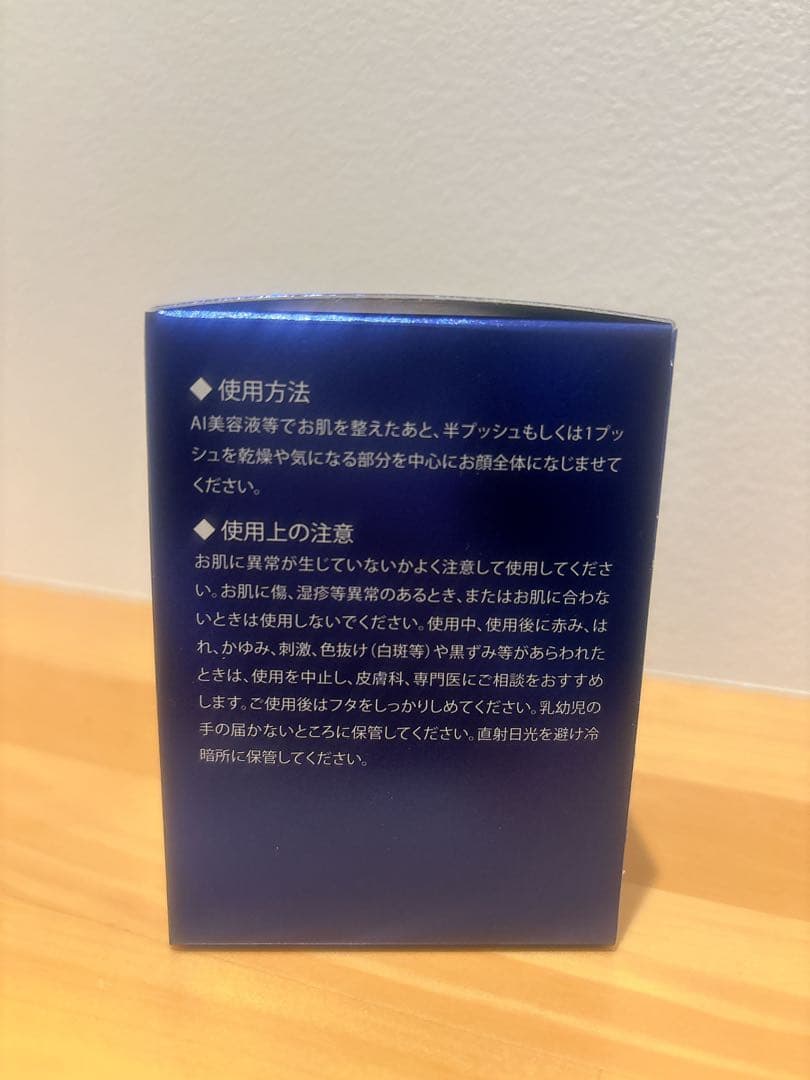 ◆ 使用方法
AI美容液等でお肌を整えたあと、半プッシュもしくは1プッ
シュを乾燥や気になる部分を中心にお顔全体になじませて
ください。
◆ 使用上の注意
お肌に異常が生じていないかよく注意して使用してくださ
い。お肌に傷、湿疹等異常のあるとき、またはお肌に合わな
いときは使用しないでください。使用中、使用後に赤み、は
れ、かゆみ、刺激、色抜け（白斑等）や黒ずみ等があらわれた
ときは、使用を中止し、皮膚科、専門医にご相談をおすすめ
します。ご使用後はフタをしっかりしめてください。乳幼児の
手の届かないところに保管してください。直射日光を避け冷
暗所に保管してください。